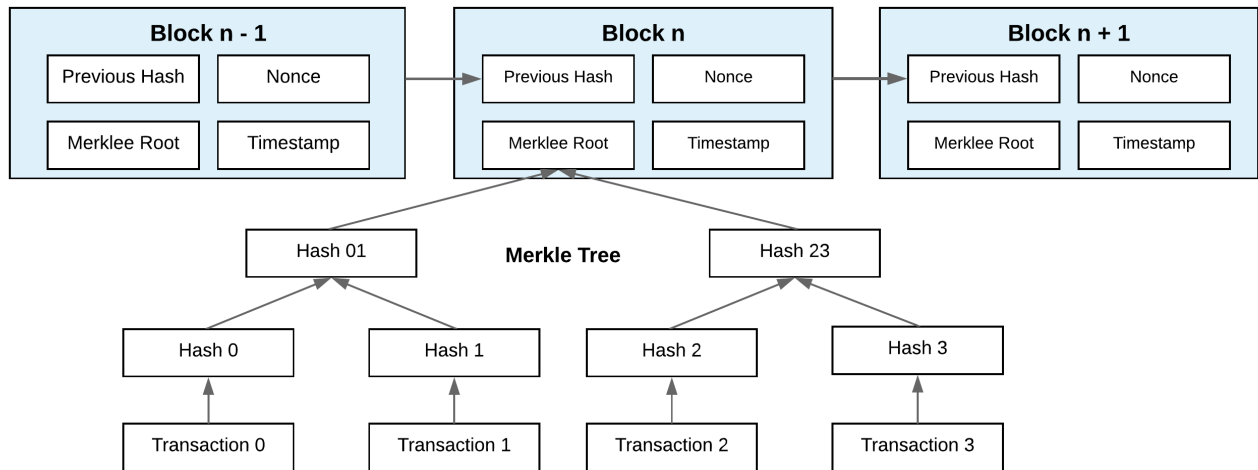 Block n - 1
Previous Hash
Nonce
Merklee Root
Timestamp
Block n
Previous Hash
Nonce
Merklee Root
Timestamp
Block n + 1
Previous Hash
Nonce
Merklee Root
Timestamp
Hash 01
Merkle Tree
Hash 23
Hash 0
Hash 1
Hash 2
Hash 3
Transaction 0
Transaction 1
Transaction 2
Transaction 3